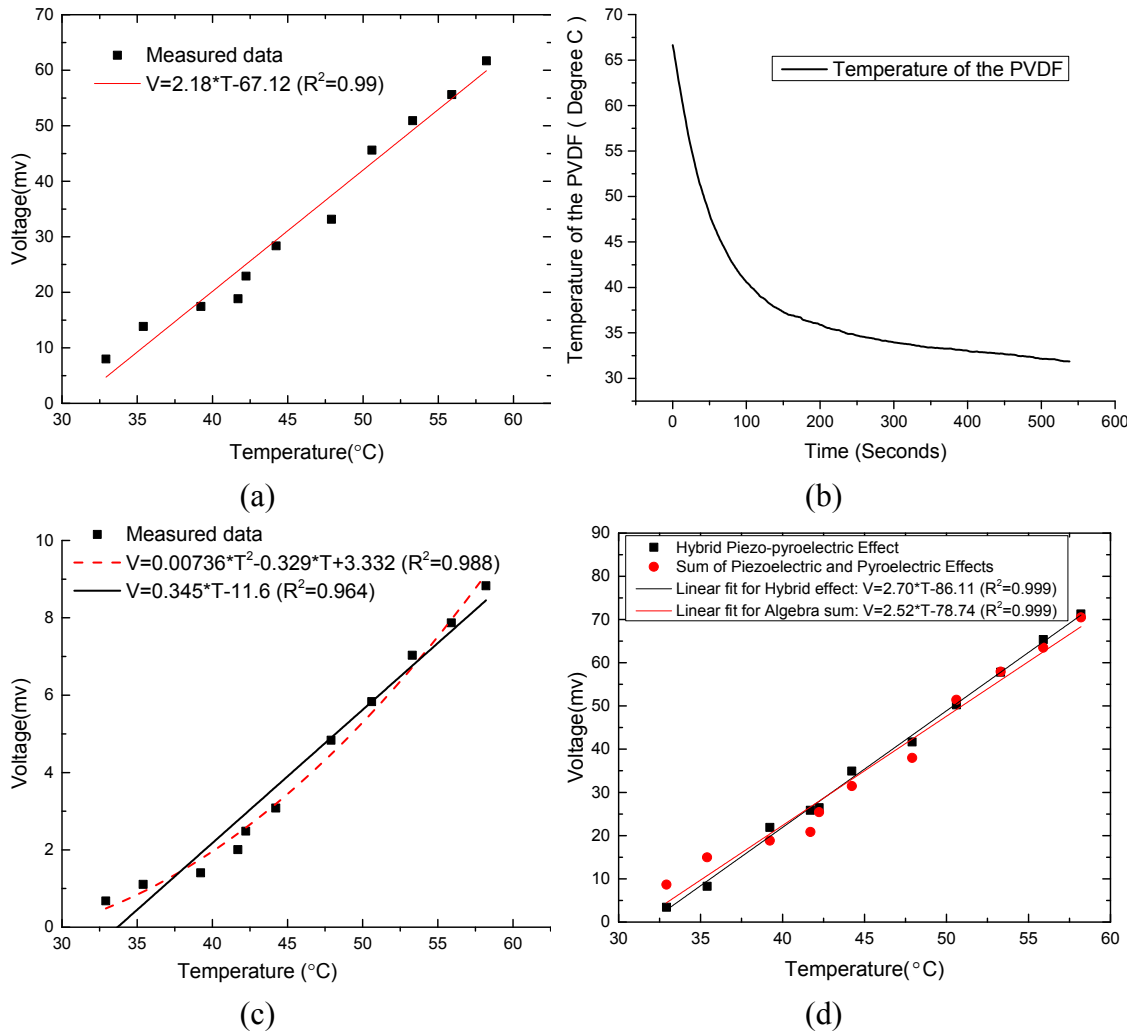 70
60
50
40
30
20
10
0
Voltage(mv)
Measured data
V=2.18*T-67.12 (R²=0.99)
30 35 40 45 50 55 60
Temperature(°C)
(a)
70
65
60
55
50
45
40
35
30
Temperature of the PVDF ( Degree C )
Temperature of the PVDF
0 100 200 300 400 500 600
Time (Seconds)
(b)
Measured data
V=0.00736*T²-0.329*T+3.332 (R²=0.988)
V=0.345*T-11.6 (R²=0.964)
10
8
6
4
2
0
Voltage(mv)
30 35 40 45 50 55 60
Temperature (°C)
(c)
90
80
70
60
50
40
30
20
10
0
Voltage(mv)
Hybrid Piezo-pyroelectric Effect
Sum of Piezoelectric and Pyroelectric Effects
Linear fit for Hybrid effect: V=2.70*T-86.11 (R²=0.999)
Linear fit for Algebra sum: V=2.52*T-78.74 (R²=0.999)
30 35 40 45 50 55 60
Temperature(°C)
(d)